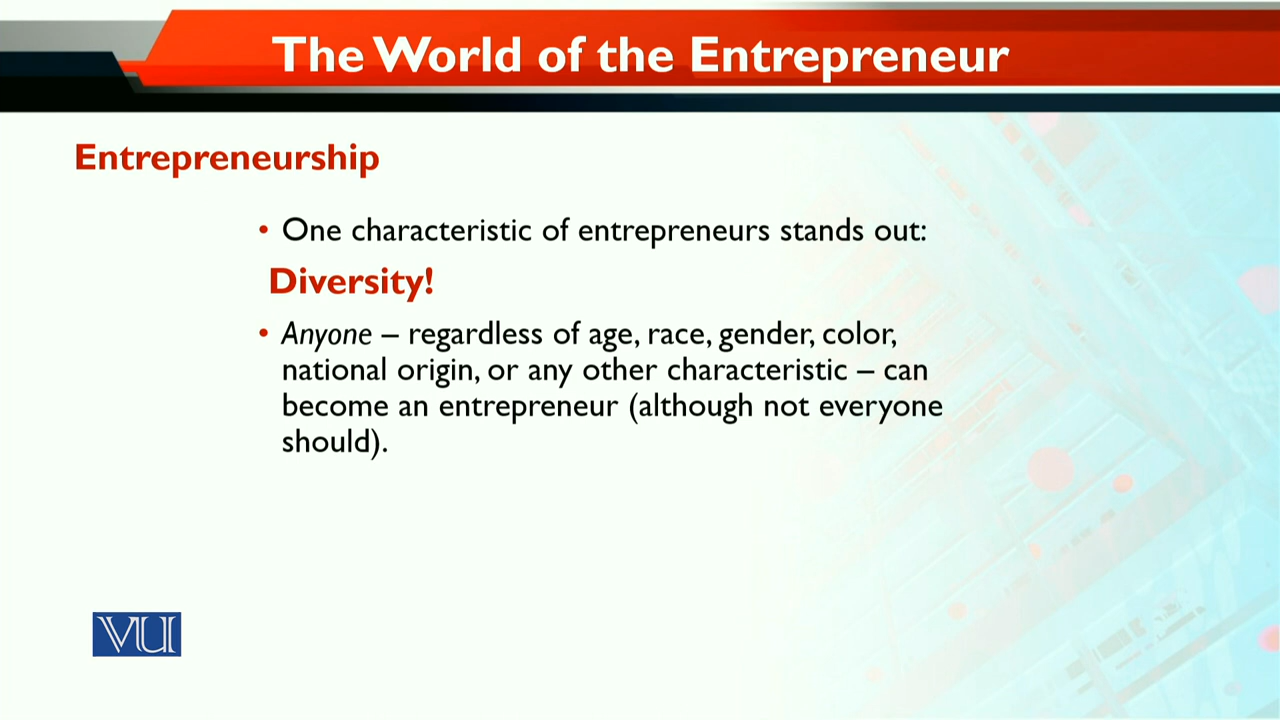 The World of the Entrepreneur
Entrepreneurship
• One characteristic of entrepreneurs stands out:
Diversity!
• Anyone – regardless of age, race, gender, color,
national origin, or any other characteristic – can
become an entrepreneur (although not everyone
should).
VU